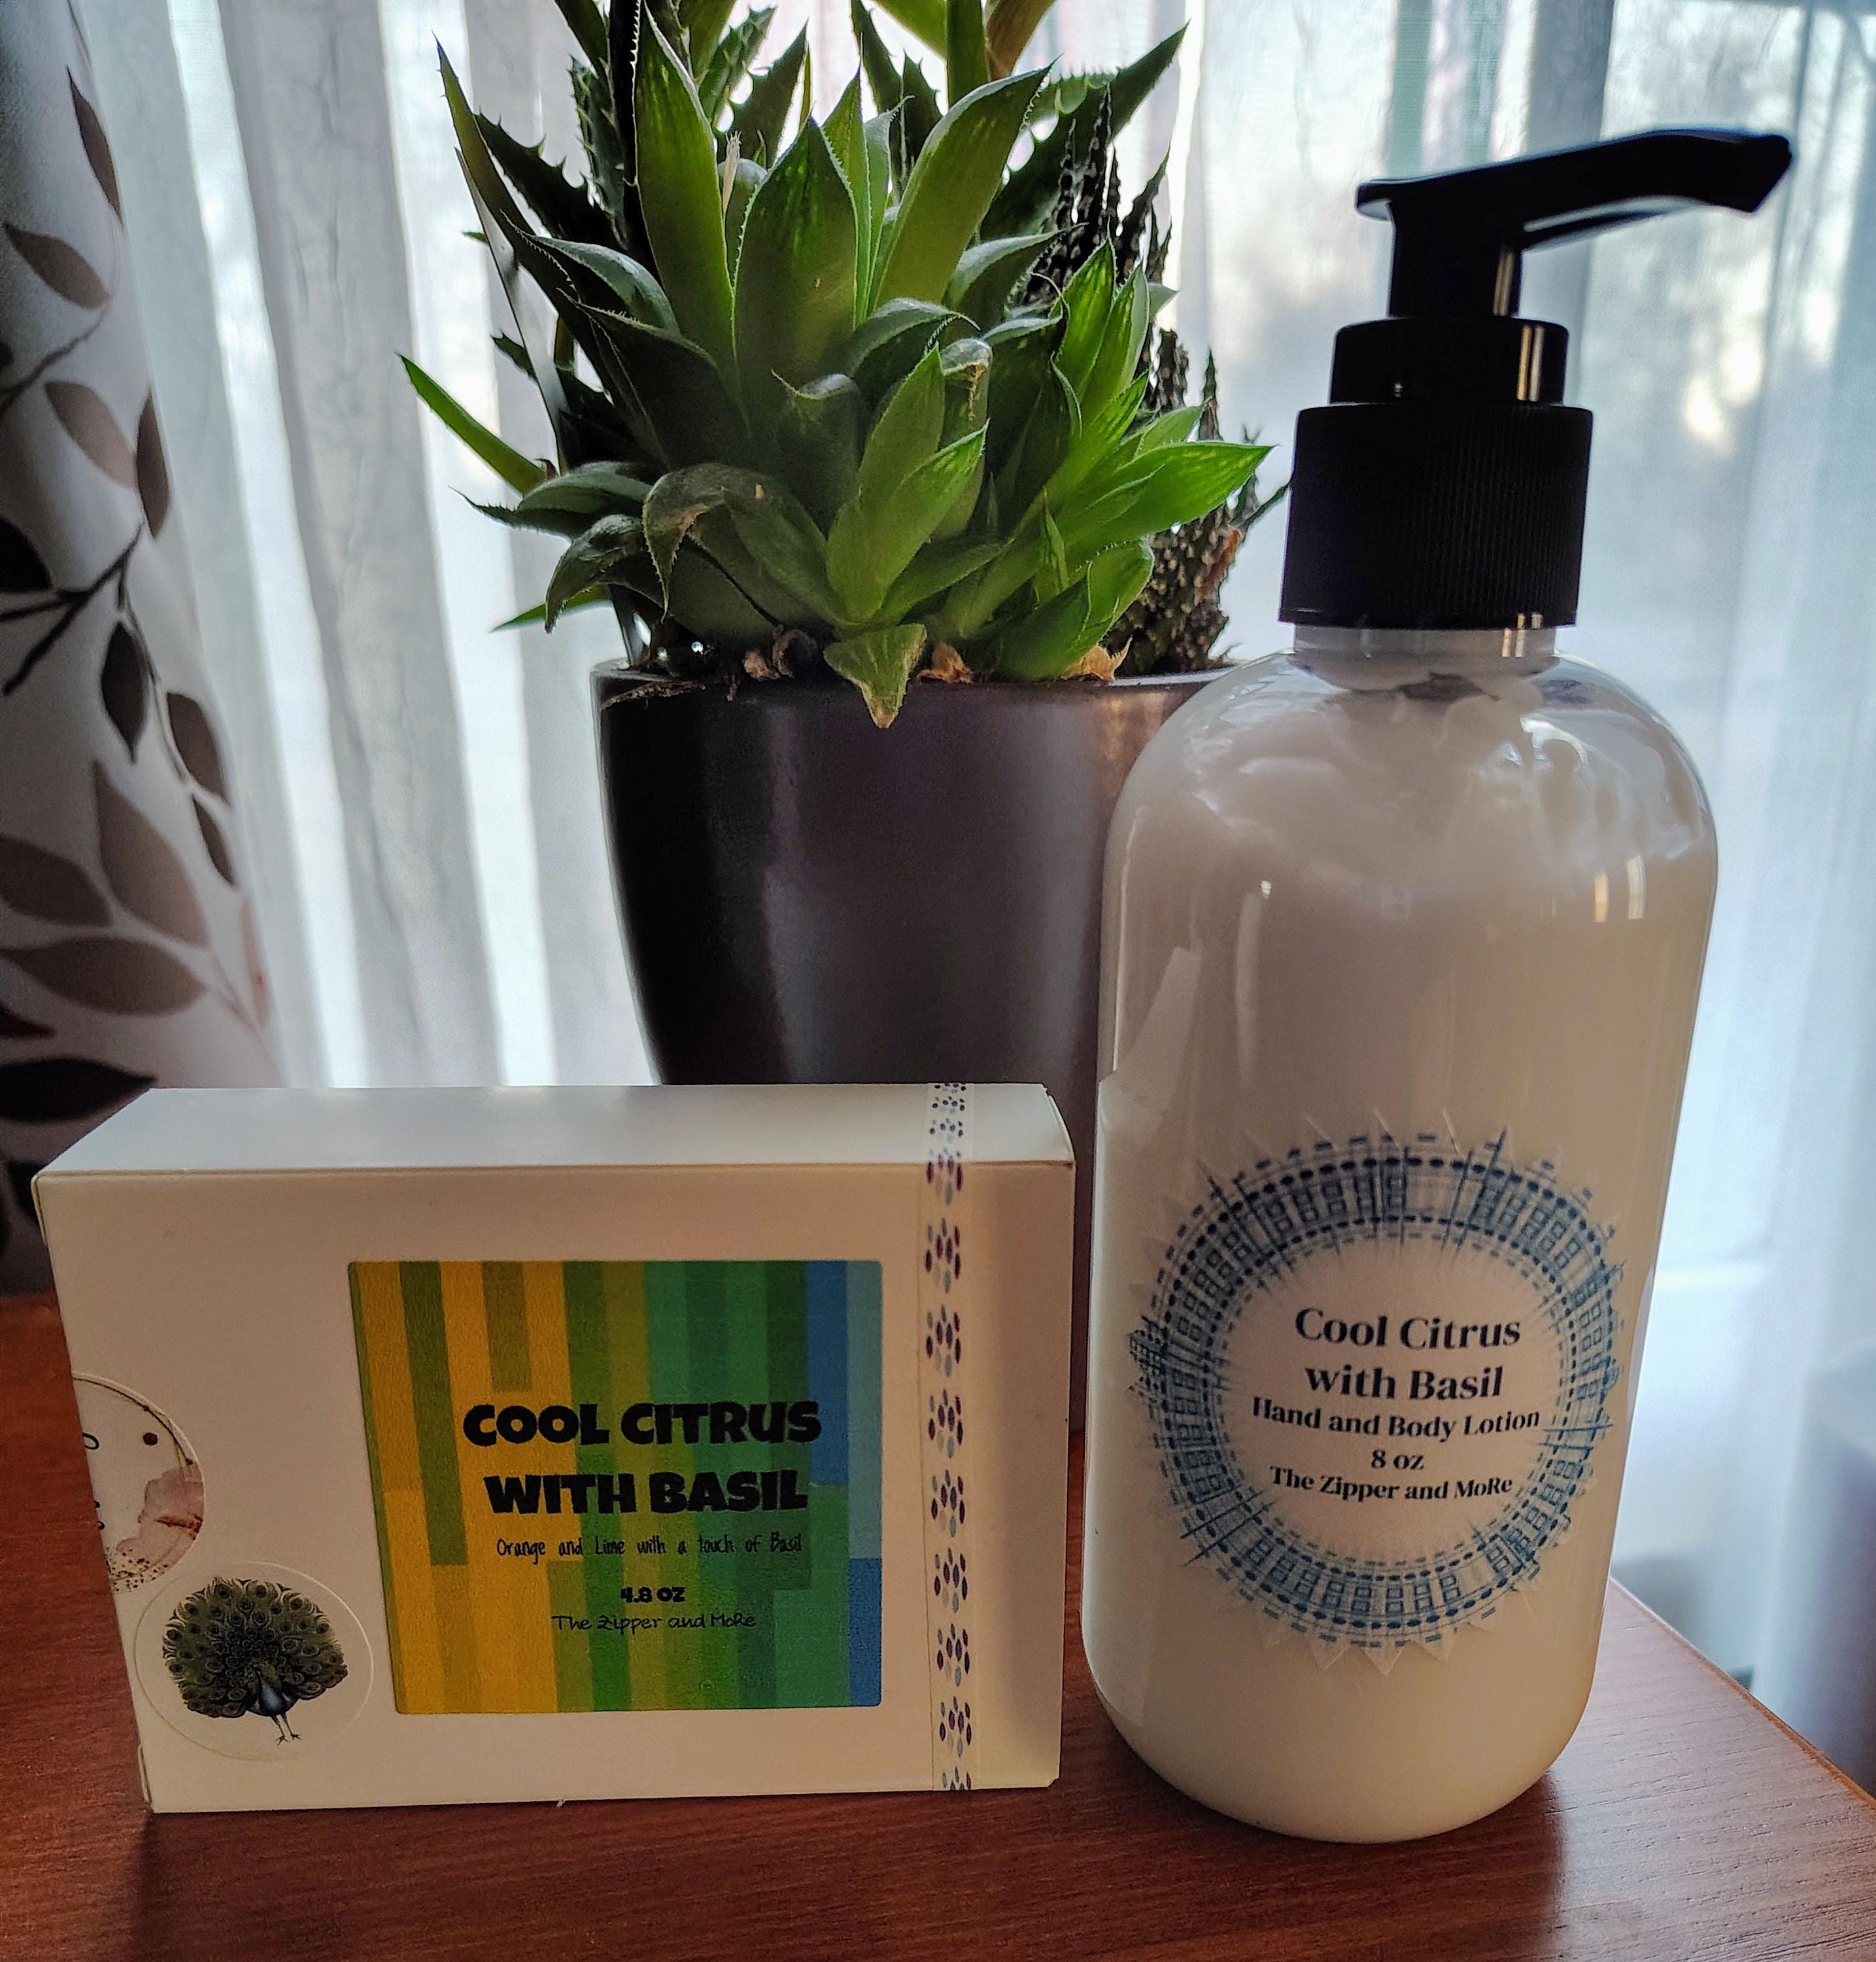 COOL CITRUS
WITH BASIL
Orange and Lime with a touch of Basil
4.8 OZ
The Zipper and MoRe
Cool Citrus
with Basil
Hand and Body Lotion
8 oz
The Zipper and MoRe